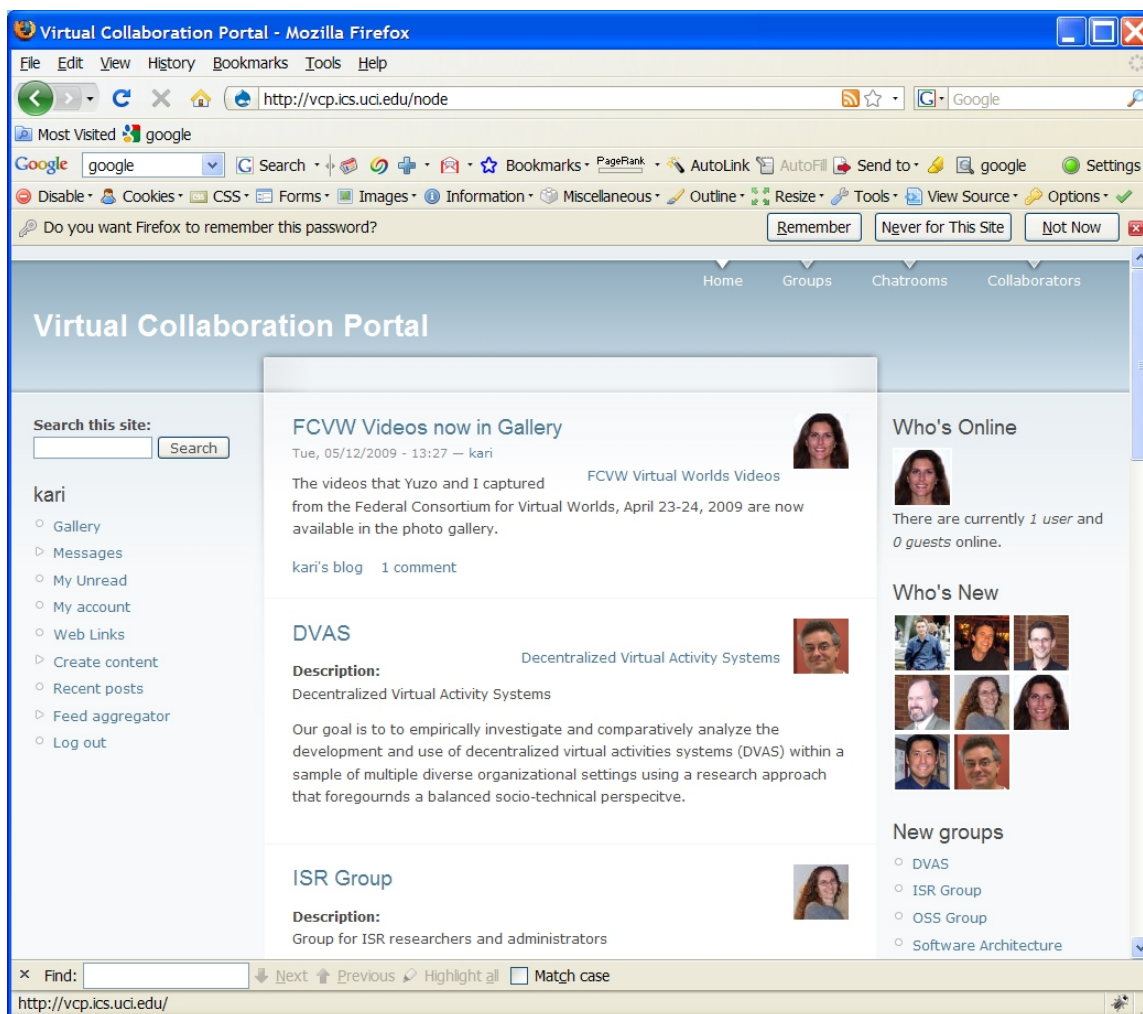 Virtual Collaboration Portal - Mozilla Firefox
File Edit View History Bookmarks Tools Help
http://vcp.ics.uci.edu/node
G Google
Most Visited google
Google google G Search Bookmarks PageRank AutoLink AutoFill Send to google Settings
Disable Cookies CSS Forms Images Information Miscellaneous Outline Resize Tools View Source Options
Do you want Firefox to remember this password? Remember Never for This Site Not Now
Home Groups Chatrooms Collaborators
Virtual Collaboration Portal
Search this site:
Search
kari
Gallery
Messages
My Unread
My account
Web Links
Create content
Recent posts
Feed aggregator
Log out
FCVW Videos now in Gallery
Tue, 05/12/2009 - 13:27 — kari
FCVW Virtual Worlds Videos
The videos that Yuzo and I captured
from the Federal Consortium for Virtual Worlds, April 23-24, 2009 are now
available in the photo gallery.
kari's blog 1 comment
DVAS
Decentralized Virtual Activity Systems
Description:
Decentralized Virtual Activity Systems
Our goal is to to empirically investigate and comparatively analyze the
development and use of decentralized virtual activities systems (DVAS) within a
sample of multiple diverse organizational settings using a research approach
that foregournds a balanced socio-technical perspecitve.
ISR Group
Description:
Group for ISR researchers and administrators
Who's Online
There are currently 1 user and
0 guests online.
Who's New
New groups
DVAS
ISR Group
OSS Group
Software Architecture
× Find: Next Previous Highlight all Match case
http://vcp.ics.uci.edu/